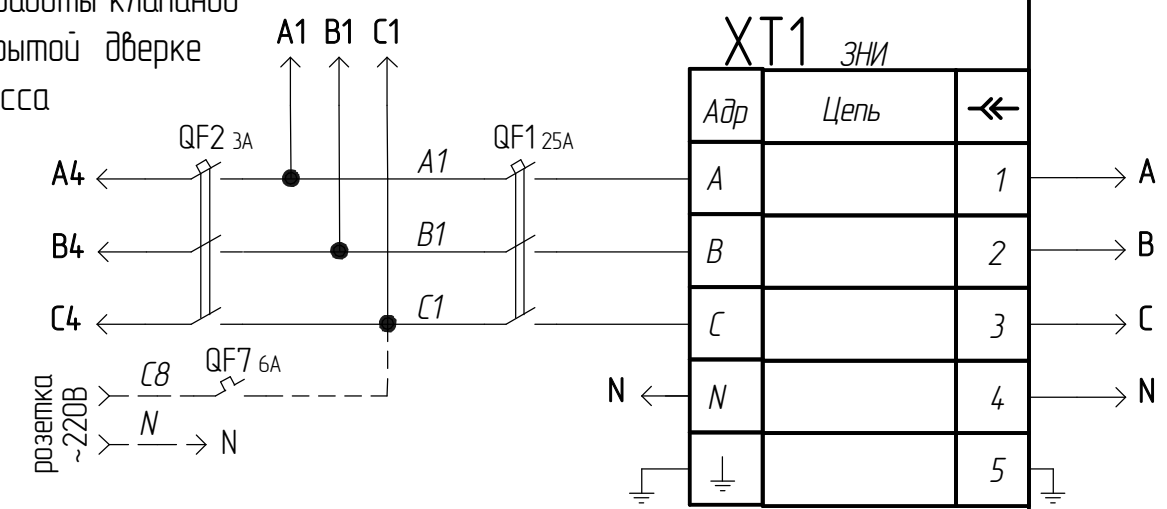 работы клапанов
рытой дверке
сса
A1 B1 C1
XT1 ЗНИ
Адр Цепь
QF2 3А
QF1 25А
A4 A1 A 1 A
B4 B1 B 2 B
C4 C1 C 3 C
QF7 6А
C8
N N 4 N
розетка
~220В
N N
5